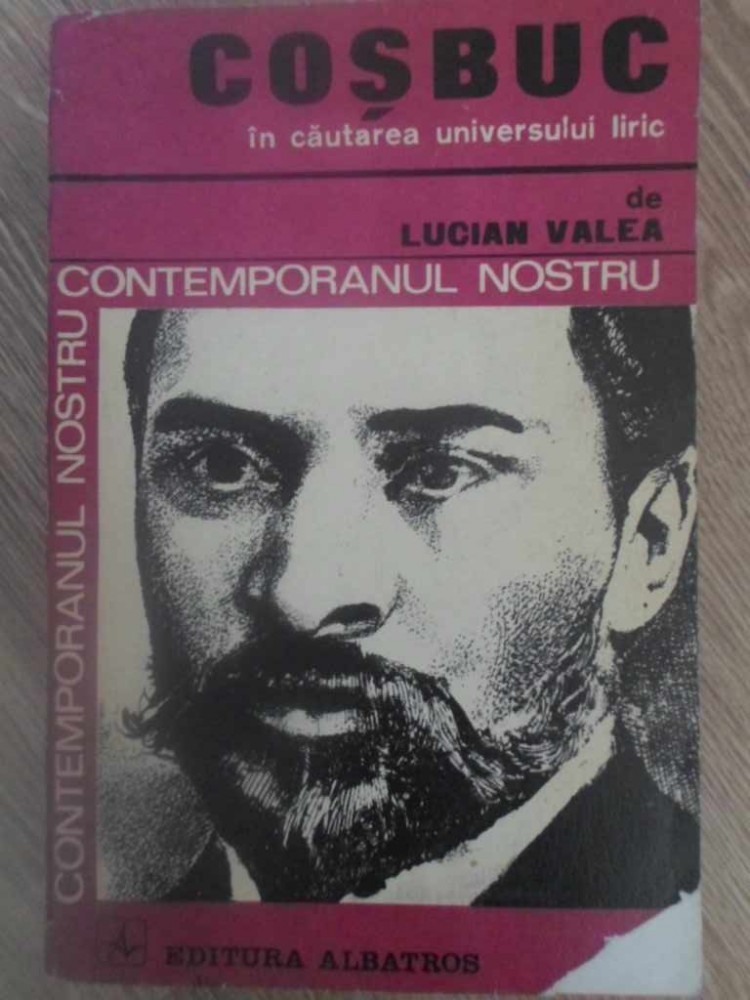 COȘBUC
în căutarea universului liric
de
LUCIAN VALEA
CONTEMPORANUL NOSTRU
CONTEMPORANUL NOSTRU
EDITURA ALBATROS